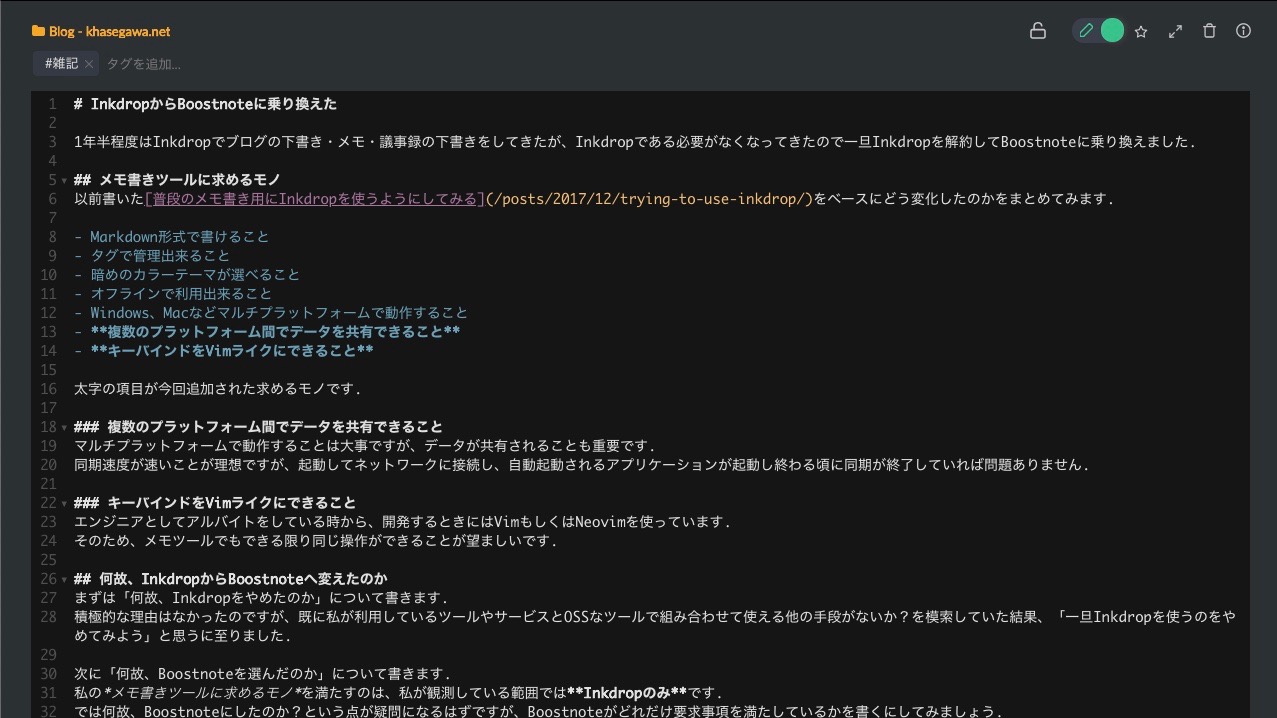 Blog - khasegawa.net
#雑記 × タグを追加...
1 # InkdropからBoostnoteに乗り換えた
2
3 1年半程度はInkdropでブログの下書き・メモ・議事録の下書きをしてきたが、Inkdropである必要がなくなってきたので一旦Inkdropを解約してBoostnoteに乗り換えました.
4
5 ## メモ書きツールに求めるモノ
6 以前書いた[普段のメモ書き用にInkdropを使うようにしてみる](/posts/2017/12/trying-to-use-inkdrop/)をベースにどう変化したのかをまとめてみます.
7
8 - Markdown形式で書けること
9 - タグで管理出来ること
10 - 暗めのカラーテーマが選べること
11 - オフラインで利用出来ること
12 - Windows、Macなどマルチプラットフォームで動作すること
13 - **複数のプラットフォーム間でデータを共有できること**
14 - **キーバインドをVimライクにできること**
15
16 太字の項目が今回追加された求めるモノです.
17
18 ### 複数のプラットフォーム間でデータを共有できること
19 マルチプラットフォームで動作することは大事ですが、データが共有されることも重要です.
20 同期速度が速いことが理想ですが、起動してネットワークに接続し、自動起動されるアプリケーションが起動し終わる頃に同期が終了していれば問題ありません.
21
22 ### キーバインドをVimライクにできること
23 エンジニアとしてアルバイトをしている時から、開発するときにはVimもしくはNeovimを使っています.
24 そのため、メモツールでもできる限り同じ操作ができることが望ましいです.
25
26 ## 何故、InkdropからBoostnoteへ変えたのか
27 まずは「何故、Inkdropをやめたのか」について書きます.
28 積極的な理由はなかったのですが、既に私が利用しているツールやサービスとOSSなツールで組み合わせて使える他の手段がないか？を模索していた結果、「一旦Inkdropを使うのをや
めてみよう」と思うに至りました.
29
30 次に「何故、Boostnoteを選んだのか」について書きます.
31 私の*メモ書きツールに求めるモノ*を満たすのは、私が観測している範囲では**Inkdropのみ**です.
32 では何故、Boostnoteにしたのか？という点が疑問になるはずですが、Boostnoteがどれだけ要求事項を満たしているかを書くにしてみましょう.